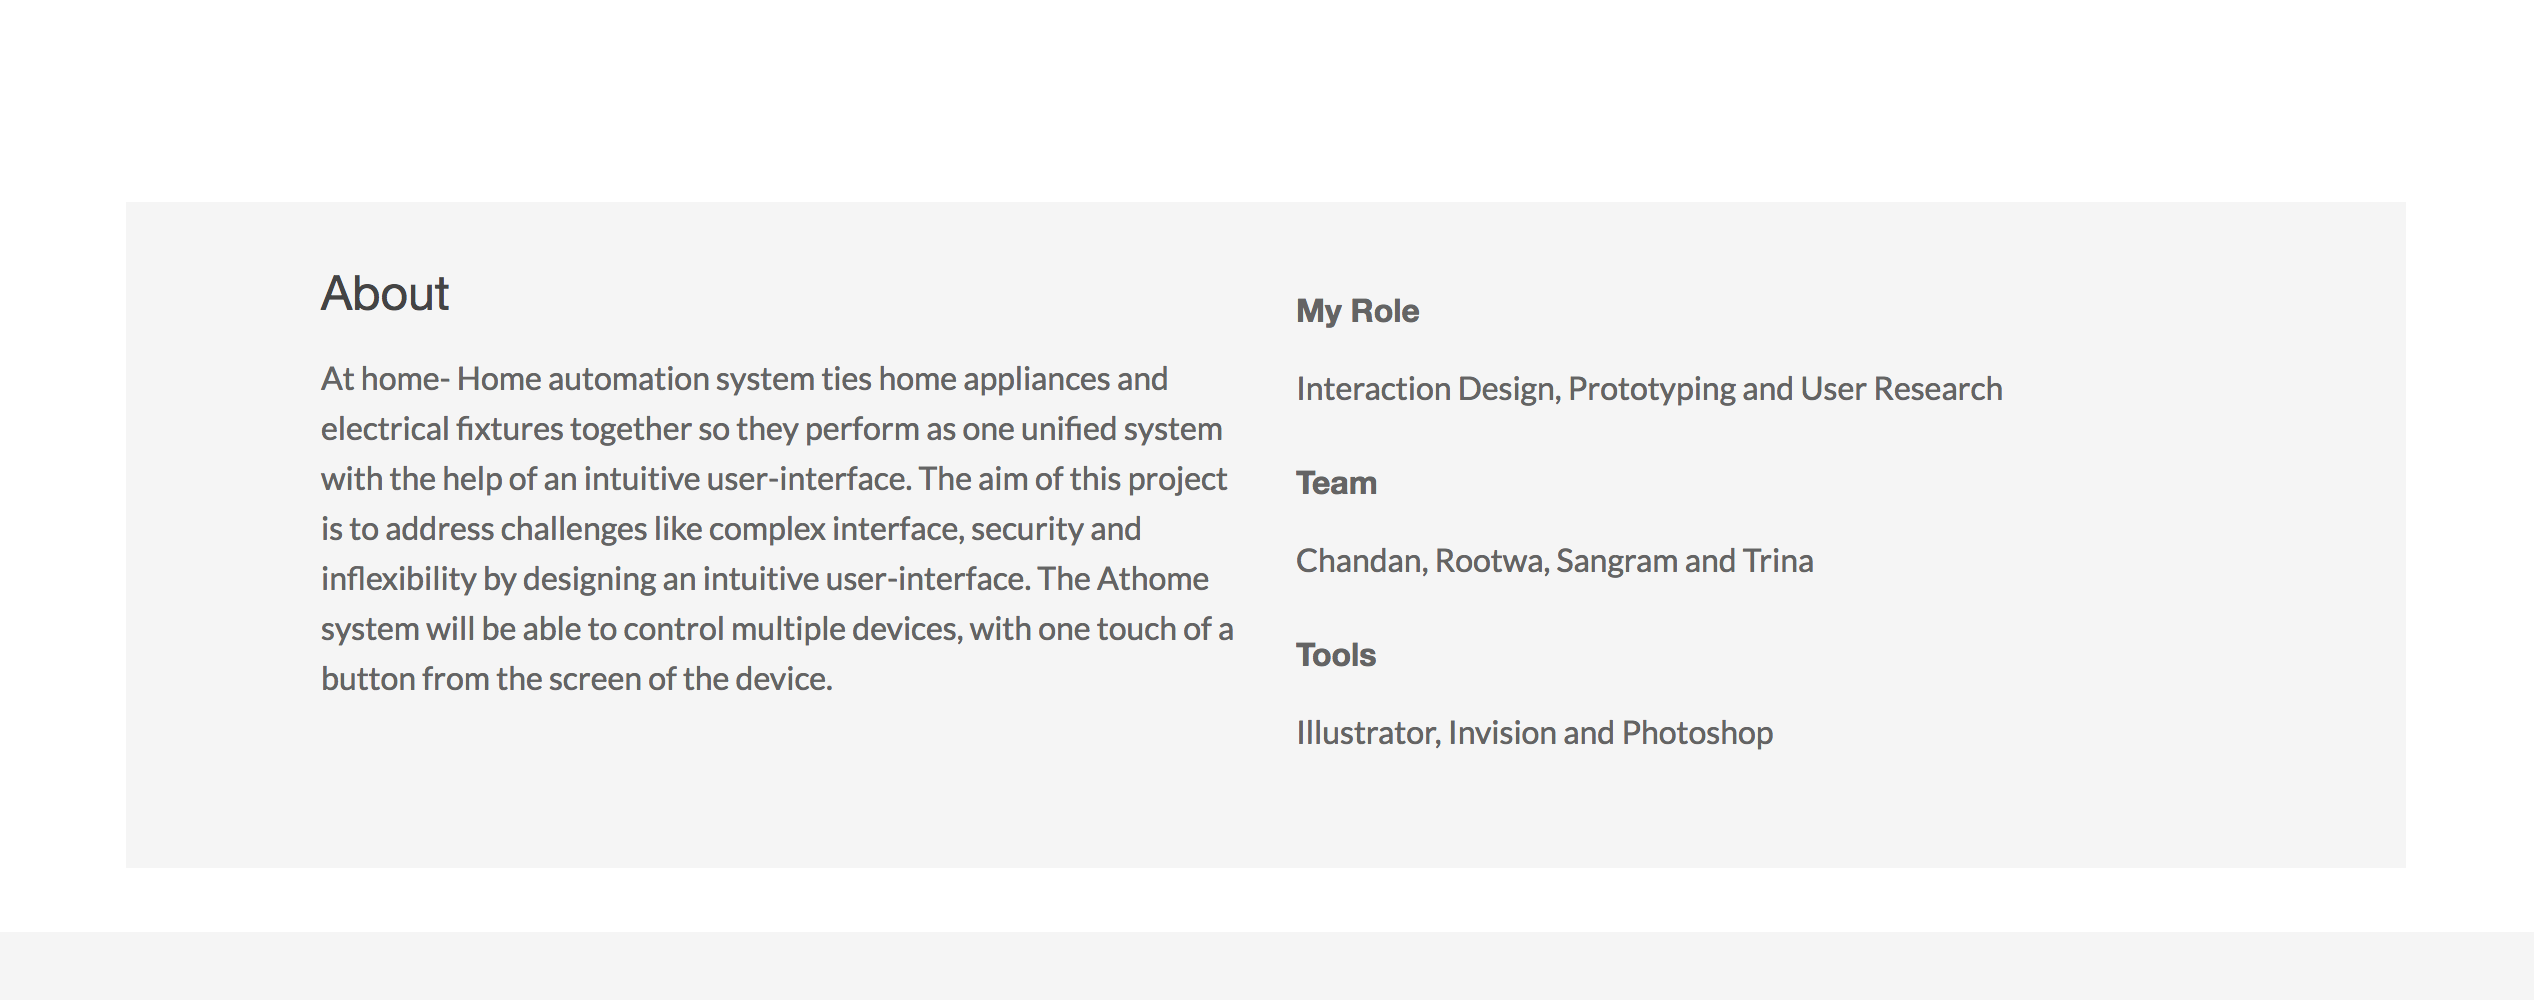 About
At home- Home automation system ties home appliances and
electrical fixtures together so they perform as one unified system
with the help of an intuitive user-interface. The aim of this project
is to address challenges like complex interface, security and
inflexibility by designing an intuitive user-interface. The Athome
system will be able to control multiple devices, with one touch of a
button from the screen of the device.
My Role
Interaction Design, Prototyping and User Research
Team
Chandan, Rootwa, Sangram and Trina
Tools
Illustrator, Invision and Photoshop